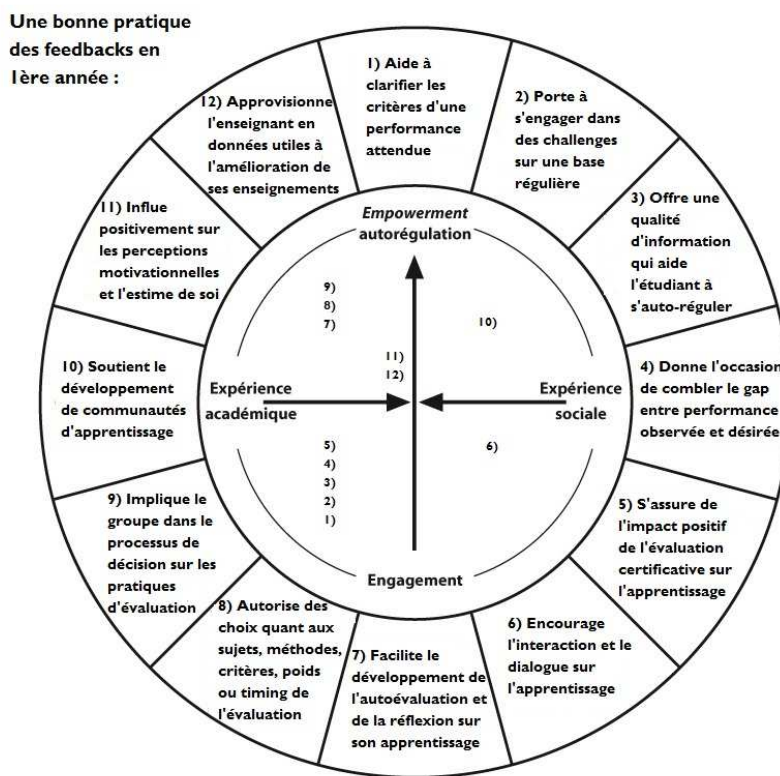 Une bonne pratique
des feedbacks en
1ère année :
1) Aide à
clarifier les
critères d'une
performance
attendue
2) Porte à
s'engager dans
des challenges
sur une base
régulière
3) Offre une
qualité
d'information
qui aide
l'étudiant à
s'auto-réguler
4) Donne l'occasion
de combler le gap
entre performance
observée et désirée
5) S'assure de
l'impact positif
de l'évaluation
certificative sur
l'apprentissage
6) Encourage
l'interaction et le
dialogue sur
l'apprentissage
7) Facilite le
développement de
l'autoévaluation et
de la réflexion sur
son apprentissage
8) Autorise des
choix quant aux
sujets, méthodes,
critères, poids
ou timing de
l'évaluation
9) Implique le
groupe dans le
processus de
décision sur les
pratiques
d'évaluation
10) Soutient le
développement
de communautés
d'apprentissage
11) Influe
positivement sur
les perceptions
motivationnelles
et l'estime de soi
12) Approvisionne
l'enseignant en
données utiles à
l'amélioration de
ses enseignements
Empowerment
autorégulation
9)
8)
7)
10)
11)
12)
Expérience
académique
Expérience
sociale
5)
4)
3)
2)
1)
6)
Engagement